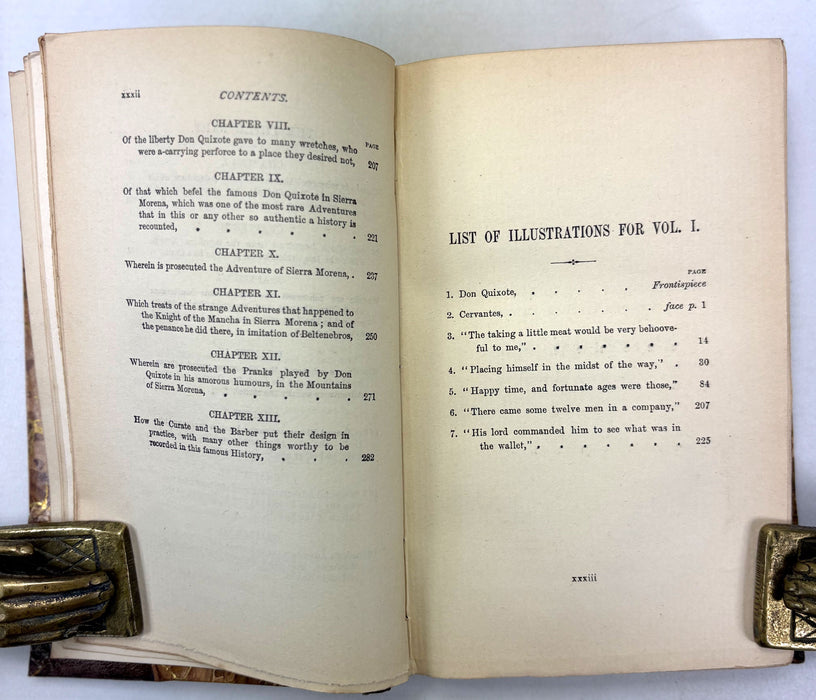 xxxii CONTENTS.
CHAPTER VIII.
PAGE
Of the liberty Don Quixote gave to many wretches, who
were a-carrying perforce to a place they desired not, 207
CHAPTER IX.
Of that which befel the famous Don Quixote in Sierra
Morena, which was one of the most rare Adventures
that in this or any other so authentic a history is
recounted, . . . . . . 221
CHAPTER X.
Wherein is prosecuted the Adventure of Sierra Morena, . 237
CHAPTER XI.
Which treats of the strange Adventures that happened to
the Knight of the Mancha in Sierra Morena; and of
the penance he did there, in imitation of Beltenebros, 250
CHAPTER XII.
Wherein are prosecuted the Pranks played by Don
Quixote in his amorous humours, in the Mountains
of Sierra Morena, . . . . . 271
CHAPTER XIII.
How the Curate and the Barber put their design in
practice, with many other things worthy to be
recorded in this famous History, . . . 282
LIST OF ILLUSTRATIONS FOR VOL. I.
PAGE
1. Don Quixote, . . . . . Frontispiece
2. Cervantes, . . . . . . . face p. 1
3. "The taking a little meat would be very behoove-
ful to me," . . . . . . . 14
4. "Placing himself in the midst of the way," . 30
5. "Happy time, and fortunate ages were those," 84
6. "There came some twelve men in a company," 207
7. "His lord commanded him to see what was in
the wallet," . . . . . . . 225
xxxiii